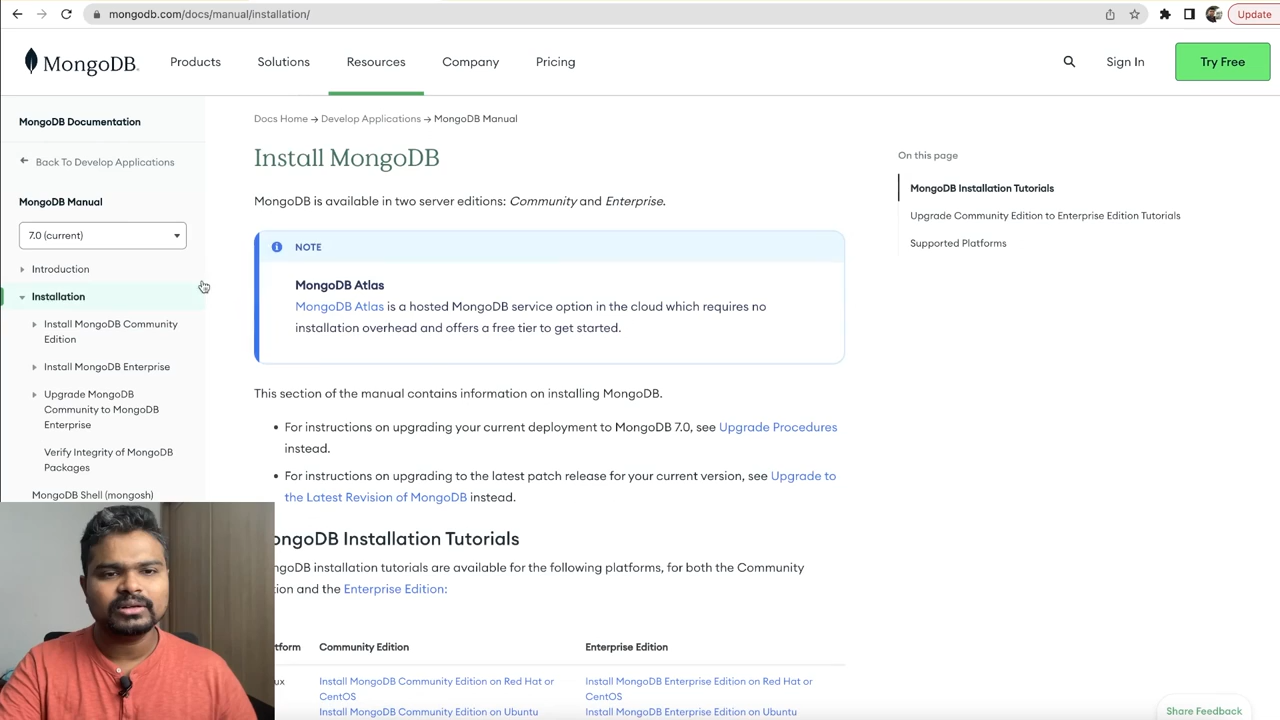 mongodb.com/docs/manual/installation/
Update
MongoDB.
Products
Solutions
Resources
Company
Pricing
Sign In
Try Free
MongoDB Documentation
Back To Develop Applications
MongoDB Manual
7.0 (current)
Introduction
Installation
Install MongoDB Community
Edition
Install MongoDB Enterprise
Upgrade MongoDB
Community to MongoDB
Enterprise
Verify Integrity of MongoDB
Packages
MongoDB Shell (mongosh)
Docs Home → Develop Applications → MongoDB Manual
Install MongoDB
MongoDB is available in two server editions: Community and Enterprise.
NOTE
MongoDB Atlas
MongoDB Atlas is a hosted MongoDB service option in the cloud which requires no
installation overhead and offers a free tier to get started.
This section of the manual contains information on installing MongoDB.
• For instructions on upgrading your current deployment to MongoDB 7.0, see Upgrade Procedures
instead.
• For instructions on upgrading to the latest patch release for your current version, see Upgrade to
the Latest Revision of MongoDB instead.
ongoDB Installation Tutorials
ngoDB installation tutorials are available for the following platforms, for both the Community
tion and the Enterprise Edition:
tform
Community Edition
Enterprise Edition
ux
Install MongoDB Community Edition on Red Hat or
CentOS
Install MongoDB Community Edition on Ubuntu
Install MongoDB Enterprise Edition on Red Hat or
CentOS
Install MongoDB Enterprise Edition on Ubuntu
On this page
MongoDB Installation Tutorials
Upgrade Community Edition to Enterprise Edition Tutorials
Supported Platforms
Share Feedback